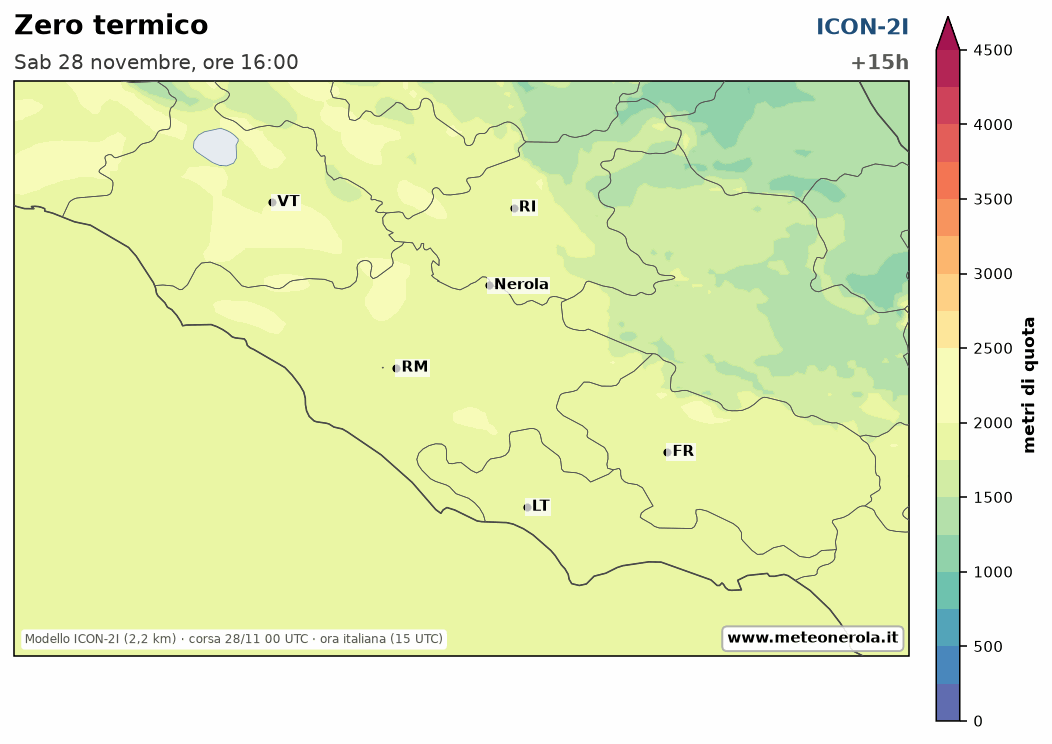 Zero termico
ICON-2I
Sab 28 novembre, ore 16:00
+15h
VT
RI
Nerola
RM
FR
LT
Modello ICON-2I (2,2 km) · corsa 28/11 00 UTC · ora italiana (15 UTC)
www.meteonerola.it
4500
4000
3500
3000
2500
2000
1500
1000
500
0
metri di quota